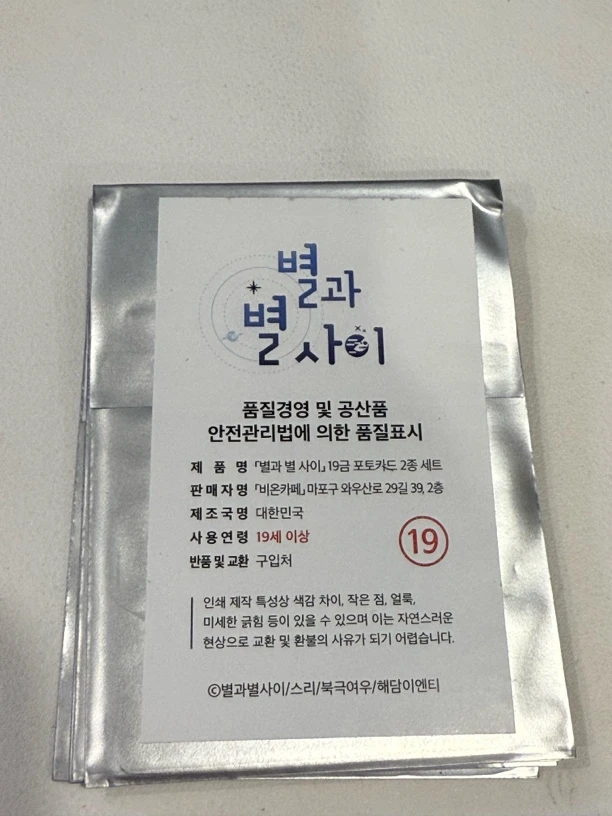 별과
별 사이
품질경영 및 공산품
안전관리법에 의한 품질표시
제 품 명 「별과 별 사이」 19금 포토카드 2종 세트
판 매 자 명 「비온카페」 마포구 와우산로 29길 39, 2층
제 조 국 명 대한민국
사 용 연 령 19세 이상
19
반품 및 교환 구입처
인쇄 제작 특성상 색감 차이, 작은 점, 얼룩,
미세한 긁힘 등이 있을 수 있으며 이는 자연스러운
현상으로 교환 및 환불의 사유가 되기 어렵습니다.
©별과별사이/스리/북극여우/해담이엔티